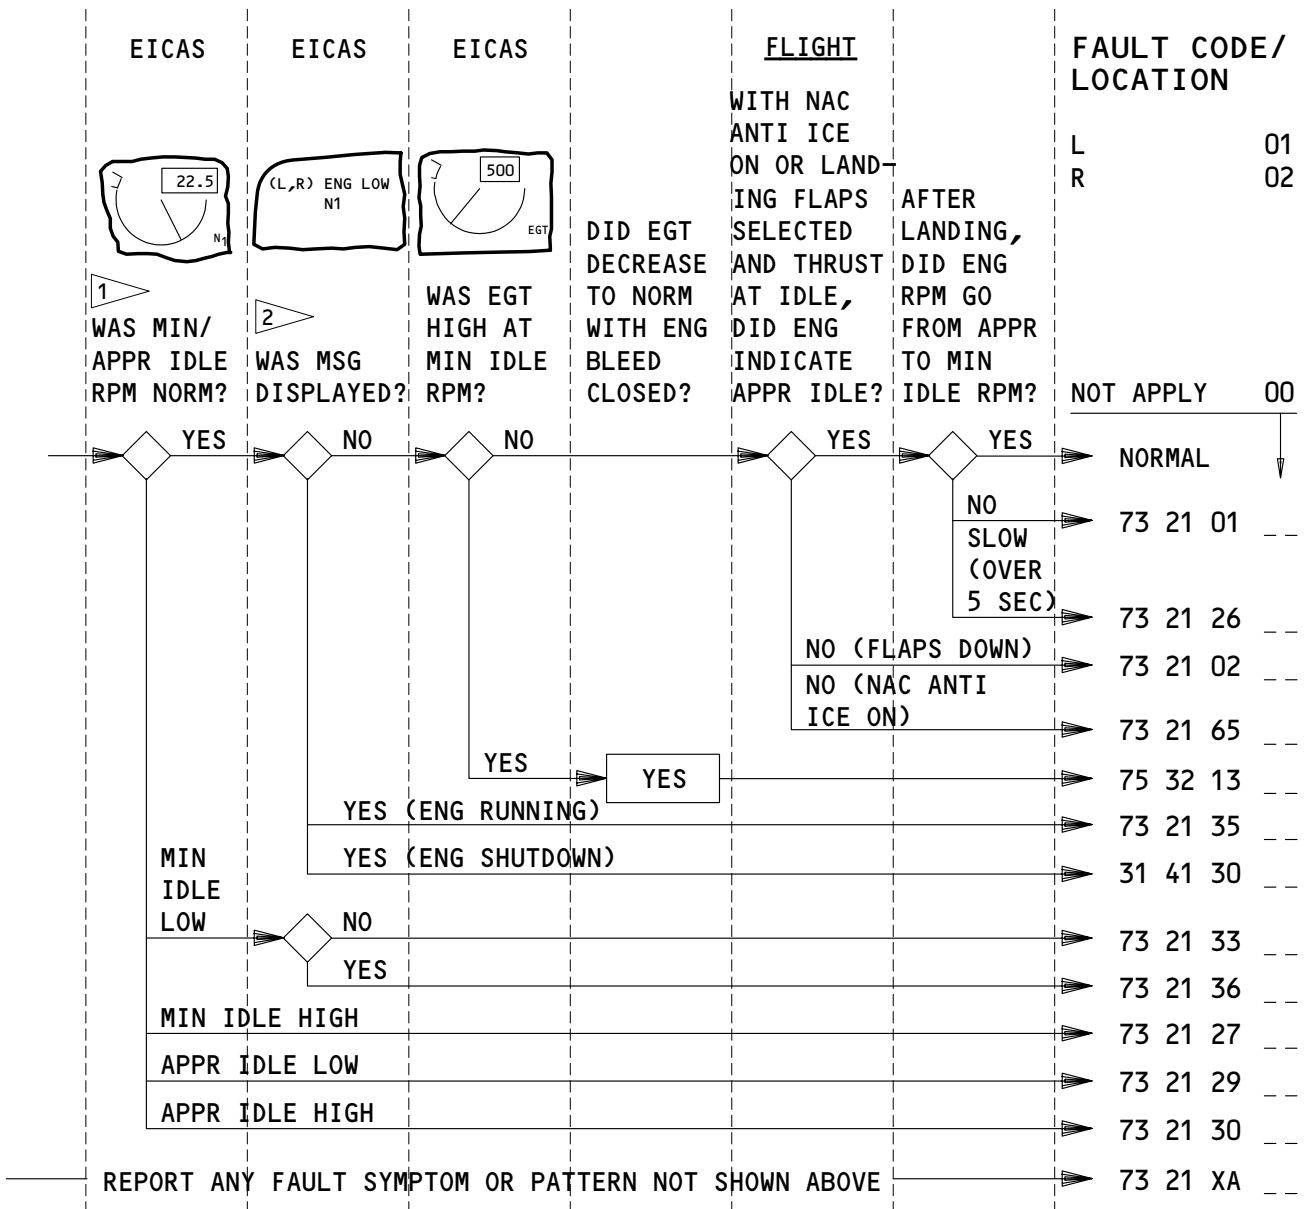 EICAS
EICAS
EICAS
FLIGHT
FAULT CODE/
LOCATION
22.5
N1
1
WAS MIN/
APPR IDLE
RPM NORM?
(L,R) ENG LOW
N1
2
WAS MSG
DISPLAYED?
500
EGT
WAS EGT
HIGH AT
MIN IDLE
RPM?
DID EGT
DECREASE
TO NORM
WITH ENG
BLEED
CLOSED?
WITH NAC
ANTI ICE
ON OR LAND-
ING FLAPS
SELECTED
AND THRUST
AT IDLE,
DID ENG
INDICATE
APPR IDLE?
AFTER
LANDING,
DID ENG
RPM GO
FROM APPR
TO MIN
IDLE RPM?
L 01
R 02
NOT APPLY 00
YES
NO
NO
YES
YES
NORMAL
NO
73 21 01 _ _
SLOW
(OVER
5 SEC)
73 21 26 _ _
NO (FLAPS DOWN)
73 21 02 _ _
NO (NAC ANTI
ICE ON)
73 21 65 _ _
YES
YES
75 32 13 _ _
YES (ENG RUNNING)
73 21 35 _ _
YES (ENG SHUTDOWN)
31 41 30 _ _
MIN
IDLE
LOW
NO
73 21 33 _ _
YES
73 21 36 _ _
MIN IDLE HIGH
73 21 27 _ _
APPR IDLE LOW
73 21 29 _ _
APPR IDLE HIGH
73 21 30 _ _
REPORT ANY FAULT SYMPTOM OR PATTERN NOT SHOWN ABOVE
73 21 XA _ _